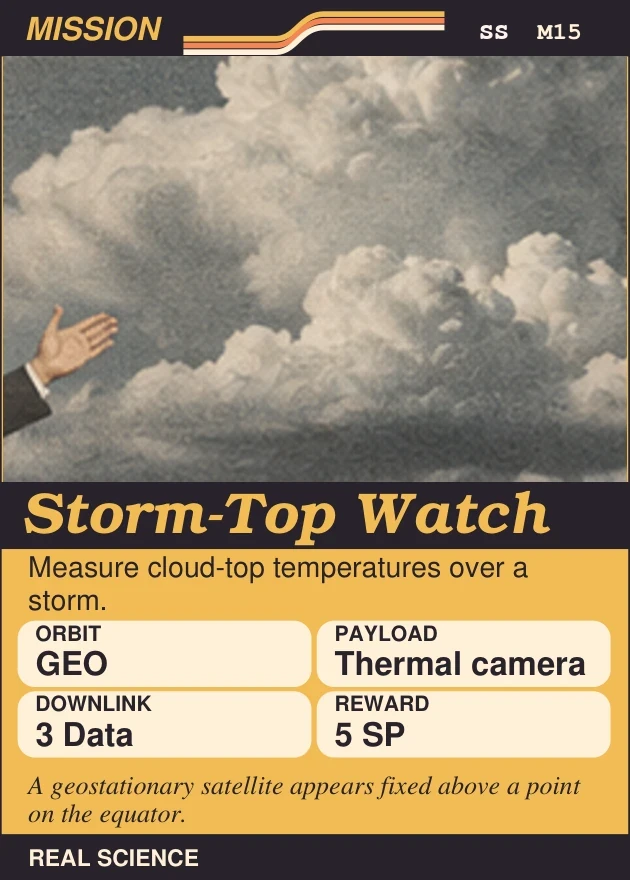 MISSION SS M15
Storm-Top Watch
Measure cloud-top temperatures over a
storm.
ORBIT
GEO
PAYLOAD
Thermal camera
DOWNLINK
3 Data
REWARD
5 SP
A geostationary satellite appears fixed above a point
on the equator.
REAL SCIENCE